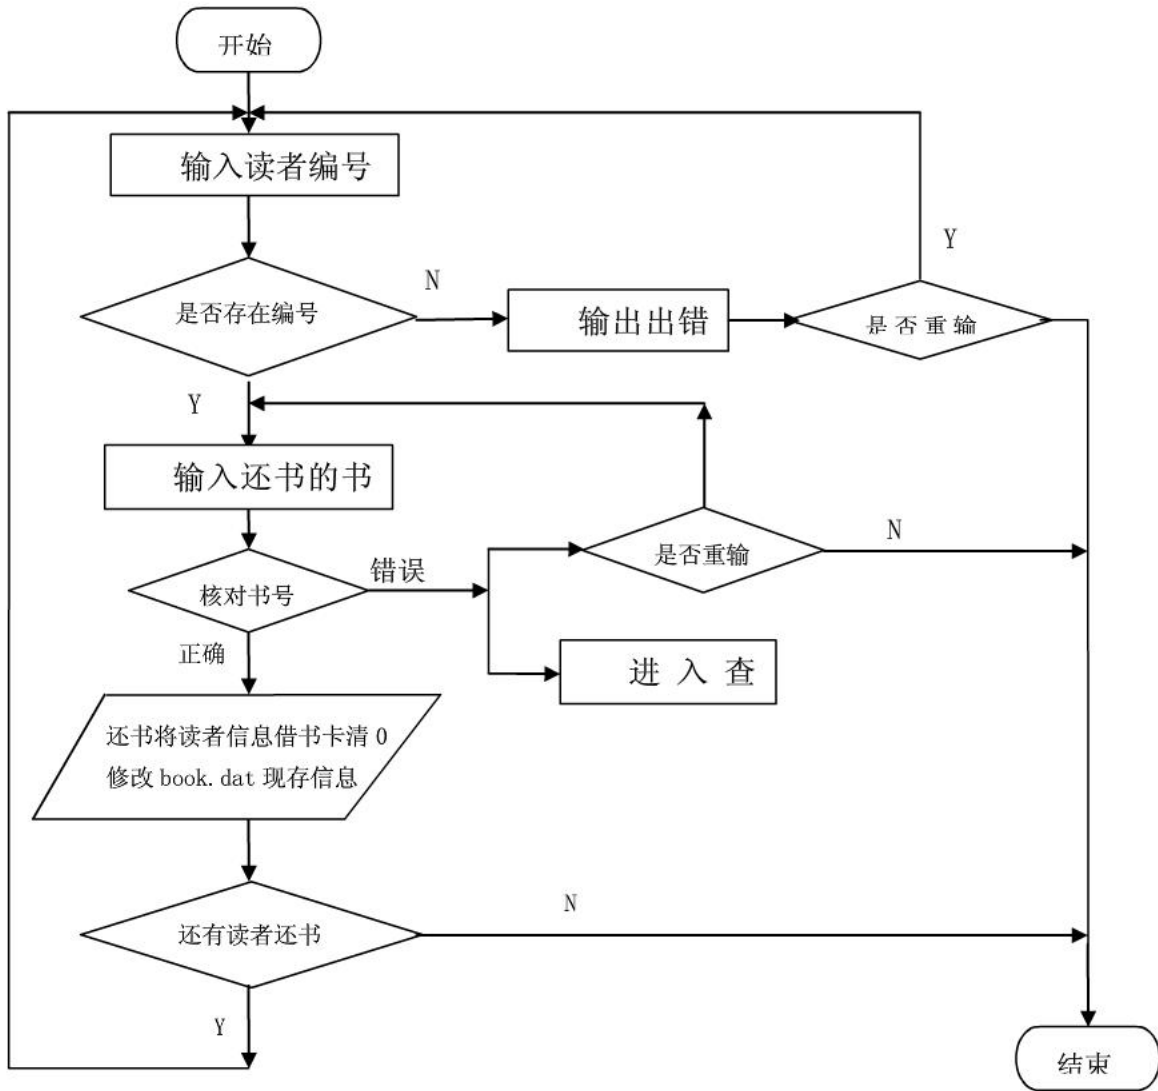 开始
输入读者编号
Y
是否存在编号
N
输出出错
是否重输
Y
输入还书的书
核对书号
错误
是否重输
N
正确
进入查
还书将读者信息借书卡清0
修改book.dat现存信息
还有读者还书
N
Y
结束